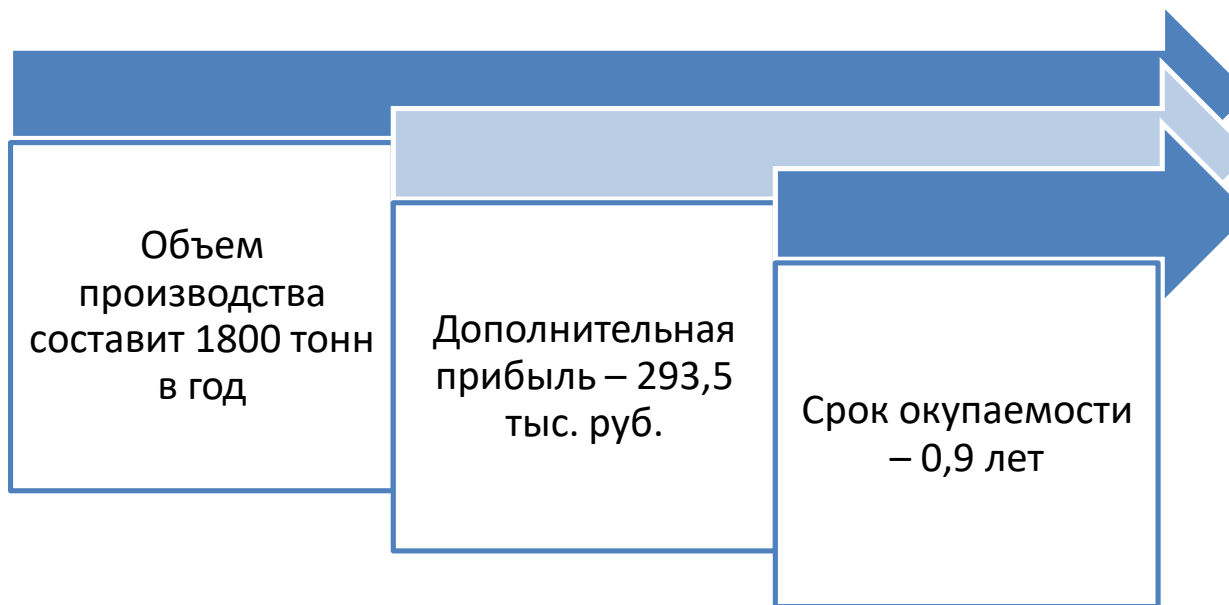 Объем
производства
составит 1800 тонн
в год
Дополнительная
прибыль – 293,5
тыс. руб.
Срок окупаемости
– 0,9 лет